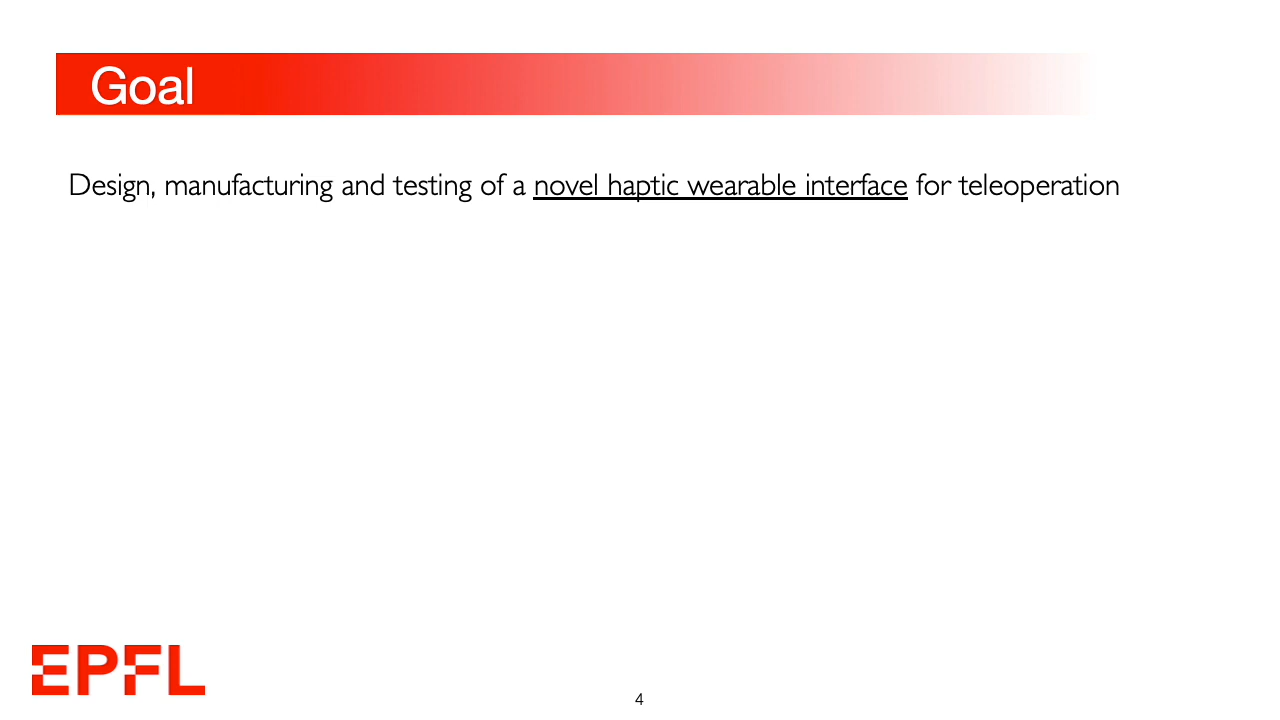 Goal
Design, manufacturing and testing of a novel haptic wearable interface for teleoperation
EPFL
4